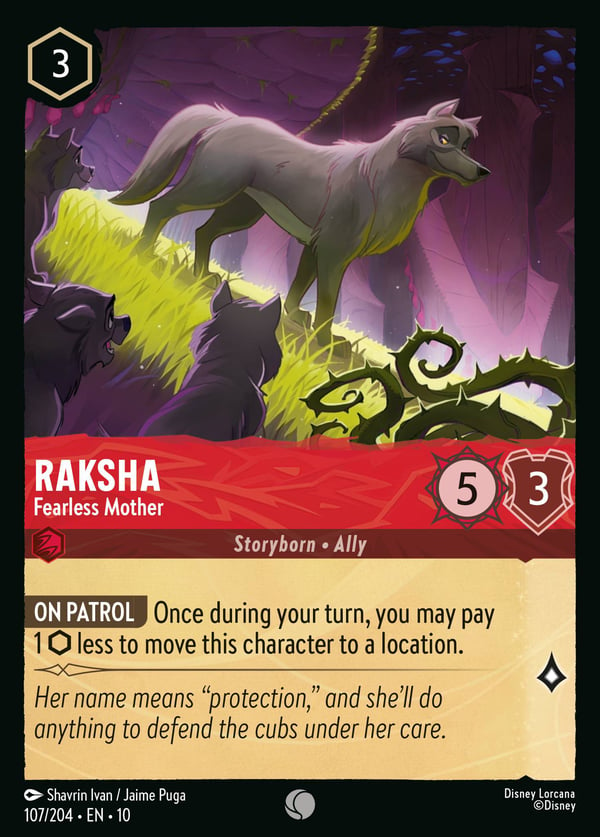 3
RAKSHA
Fearless Mother
5
3
Storyborn • Ally
ON PATROL Once during your turn, you may pay
1 less to move this character to a location.
Her name means “protection,” and she’ll do
anything to defend the cubs under her care.
Shavrin Ivan / Jaime Puga
107/204 • EN • 10
Disney Lorcana
©Disney